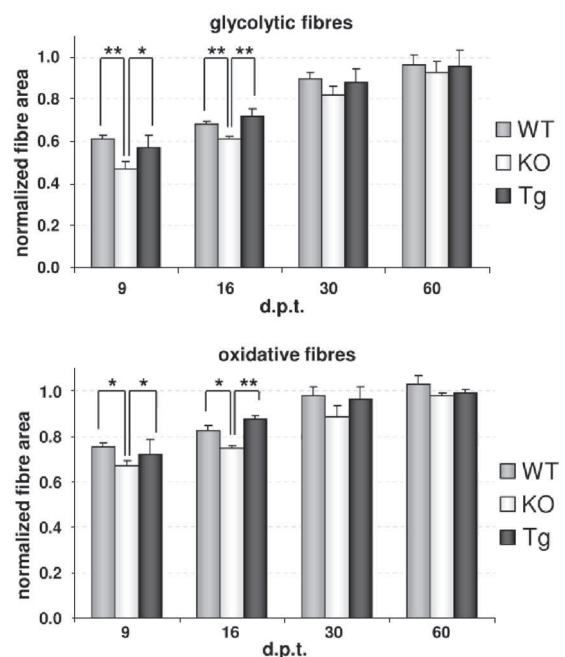 glycolytic fibres
** * ** **
1.0
0.8
0.6
0.4
0.2
0.0
normalized fibre area
9 16 30 60
d.p.t.
WT
KO
Tg
oxidative fibres
* * * **
1.0
0.8
0.6
0.4
0.2
0.0
normalized fibre area
9 16 30 60
d.p.t.
WT
KO
Tg